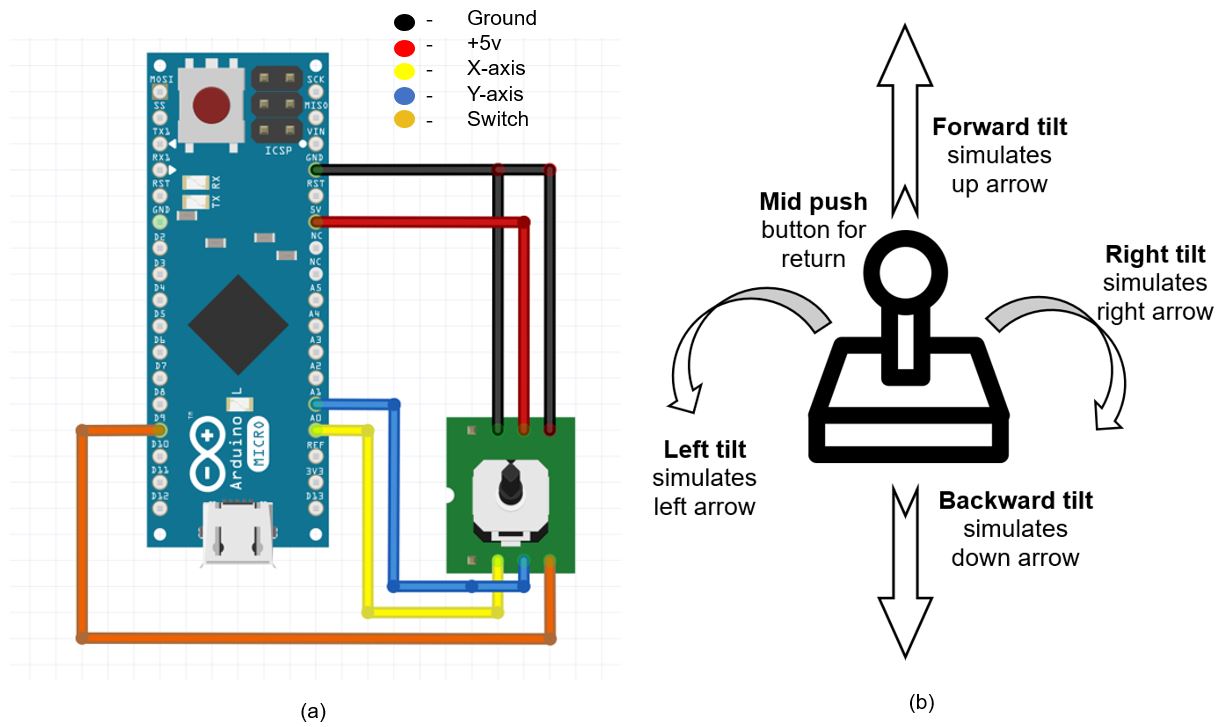 - Ground
- +5v
- X-axis
- Y-axis
- Switch
MOSI
SS
TX1
RX1
RST
GND
D2
D3
D4
D5
D6
D7
D8
D9
D10
D11
D12
SCK
MISO
VIN
GND
RST
5V
NC
NC
A5
A4
A3
A2
A1
A0
REF
3V3
D13
ICSP
RX
TX
L
TM
Arduino
MICRO
(a)
Forward tilt
simulates
up arrow
Mid push
button for
return
Right tilt
simulates
right arrow
Left tilt
simulates
left arrow
Backward tilt
simulates
down arrow
(b)